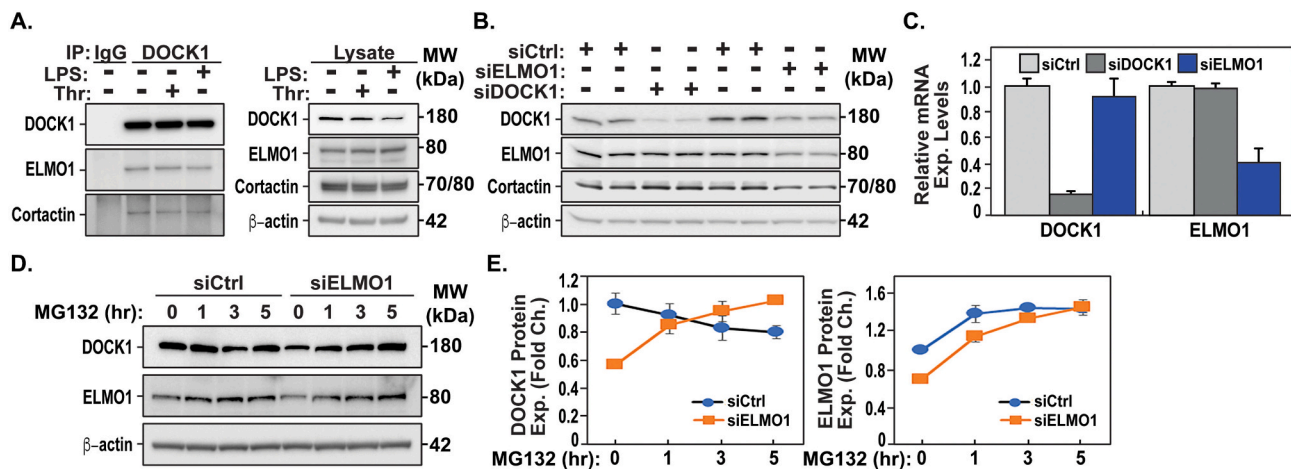 A.
IP: IgG DOCK1
LPS: - - - +
Thr: - - + -
DOCK1
ELMO1
Cortactin
Lysate MW
LPS: - - + (kDa)
Thr: - + -
DOCK1 180
ELMO1 80
Cortactin 70/80
β-actin 42
B.
siCtrl: + + - - + + - - MW
siELMO1: - - - - - - + + (kDa)
siDOCK1: - - + + - - - -
DOCK1 180
ELMO1 80
Cortactin 70/80
β-actin 42
C.
siCtrl siDOCK1 siELMO1
Relative mRNA
Exp. Levels
1.0
0.8
0.6
0.4
0.2
0
DOCK1 ELMO1
D.
siCtrl siELMO1 MW
MG132 (hr): 0 1 3 5 0 1 3 5 (kDa)
DOCK1 180
ELMO1 80
β-actin 42
E.
DOCK1 Protein
Exp. (Fold Ch.)
1.2
1.0
0.8
0.6
0.4
0.2
0
siCtrl
siELMO1
MG132 (hr): 0 1 3 5
ELMO1 Protein
Exp. (Fold Ch.)
1.6
1.2
0.8
0.4
0
siCtrl
siELMO1
MG132 (hr): 0 1 3 5